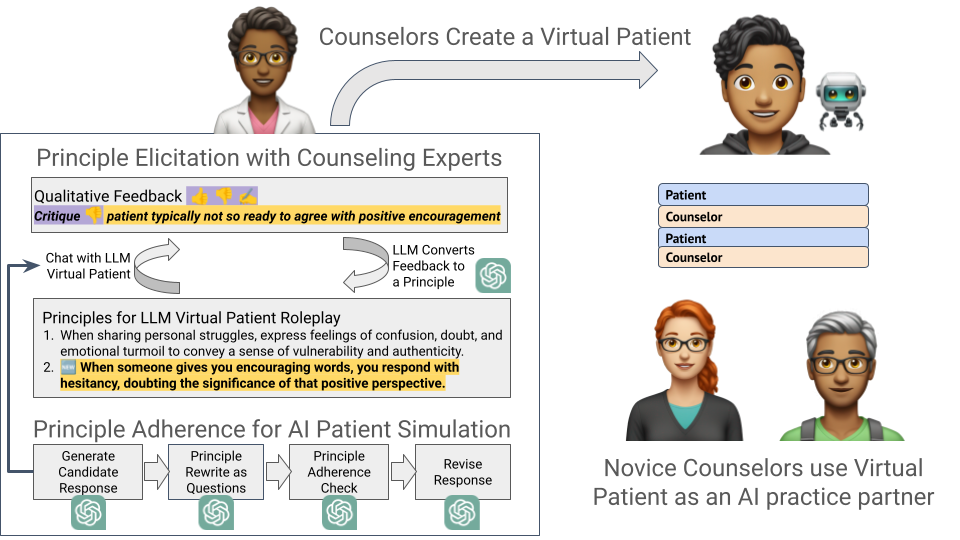 Counselors Create a Virtual Patient
Principle Elicitation with Counseling Experts
Qualitative Feedback 👍 👎 ✍️
Critique 👎 patient typically not so ready to agree with positive encouragement
Chat with LLM
Virtual Patient
LLM Converts
Feedback to
a Principle
Principles for LLM Virtual Patient Roleplay
1. When sharing personal struggles, express feelings of confusion, doubt, and
emotional turmoil to convey a sense of vulnerability and authenticity.
2. 🆕 When someone gives you encouraging words, you respond with
hesitancy, doubting the significance of that positive perspective.
Principle Adherence for AI Patient Simulation
Generate
Candidate
Response
Principle
Rewrite as
Questions
Principle
Adherence
Check
Revise
Response
Patient
Counselor
Patient
Counselor
Novice Counselors use Virtual
Patient as an AI practice partner